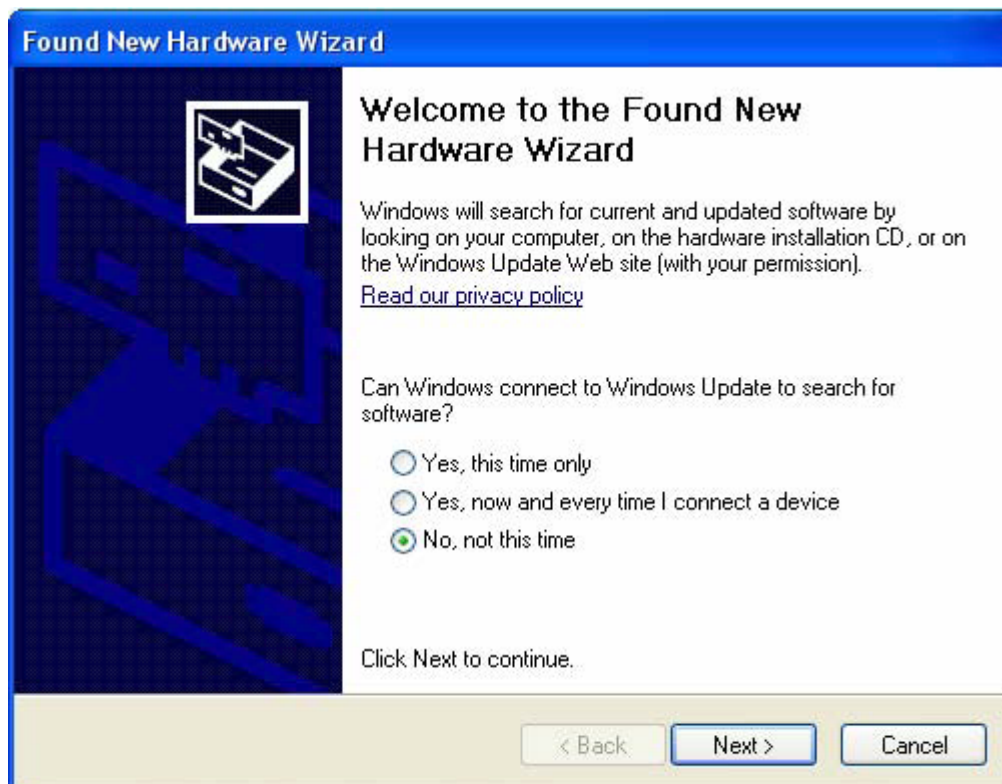 Found New Hardware Wizard
Welcome to the Found New
Hardware Wizard
Windows will search for current and updated software by
looking on your computer, on the hardware installation CD, or on
the Windows Update Web site (with your permission).
Read our privacy policy
Can Windows connect to Windows Update to search for
software?
Yes, this time only
Yes, now and every time I connect a device
No, not this time
Click Next to continue.
< Back
Next >
Cancel